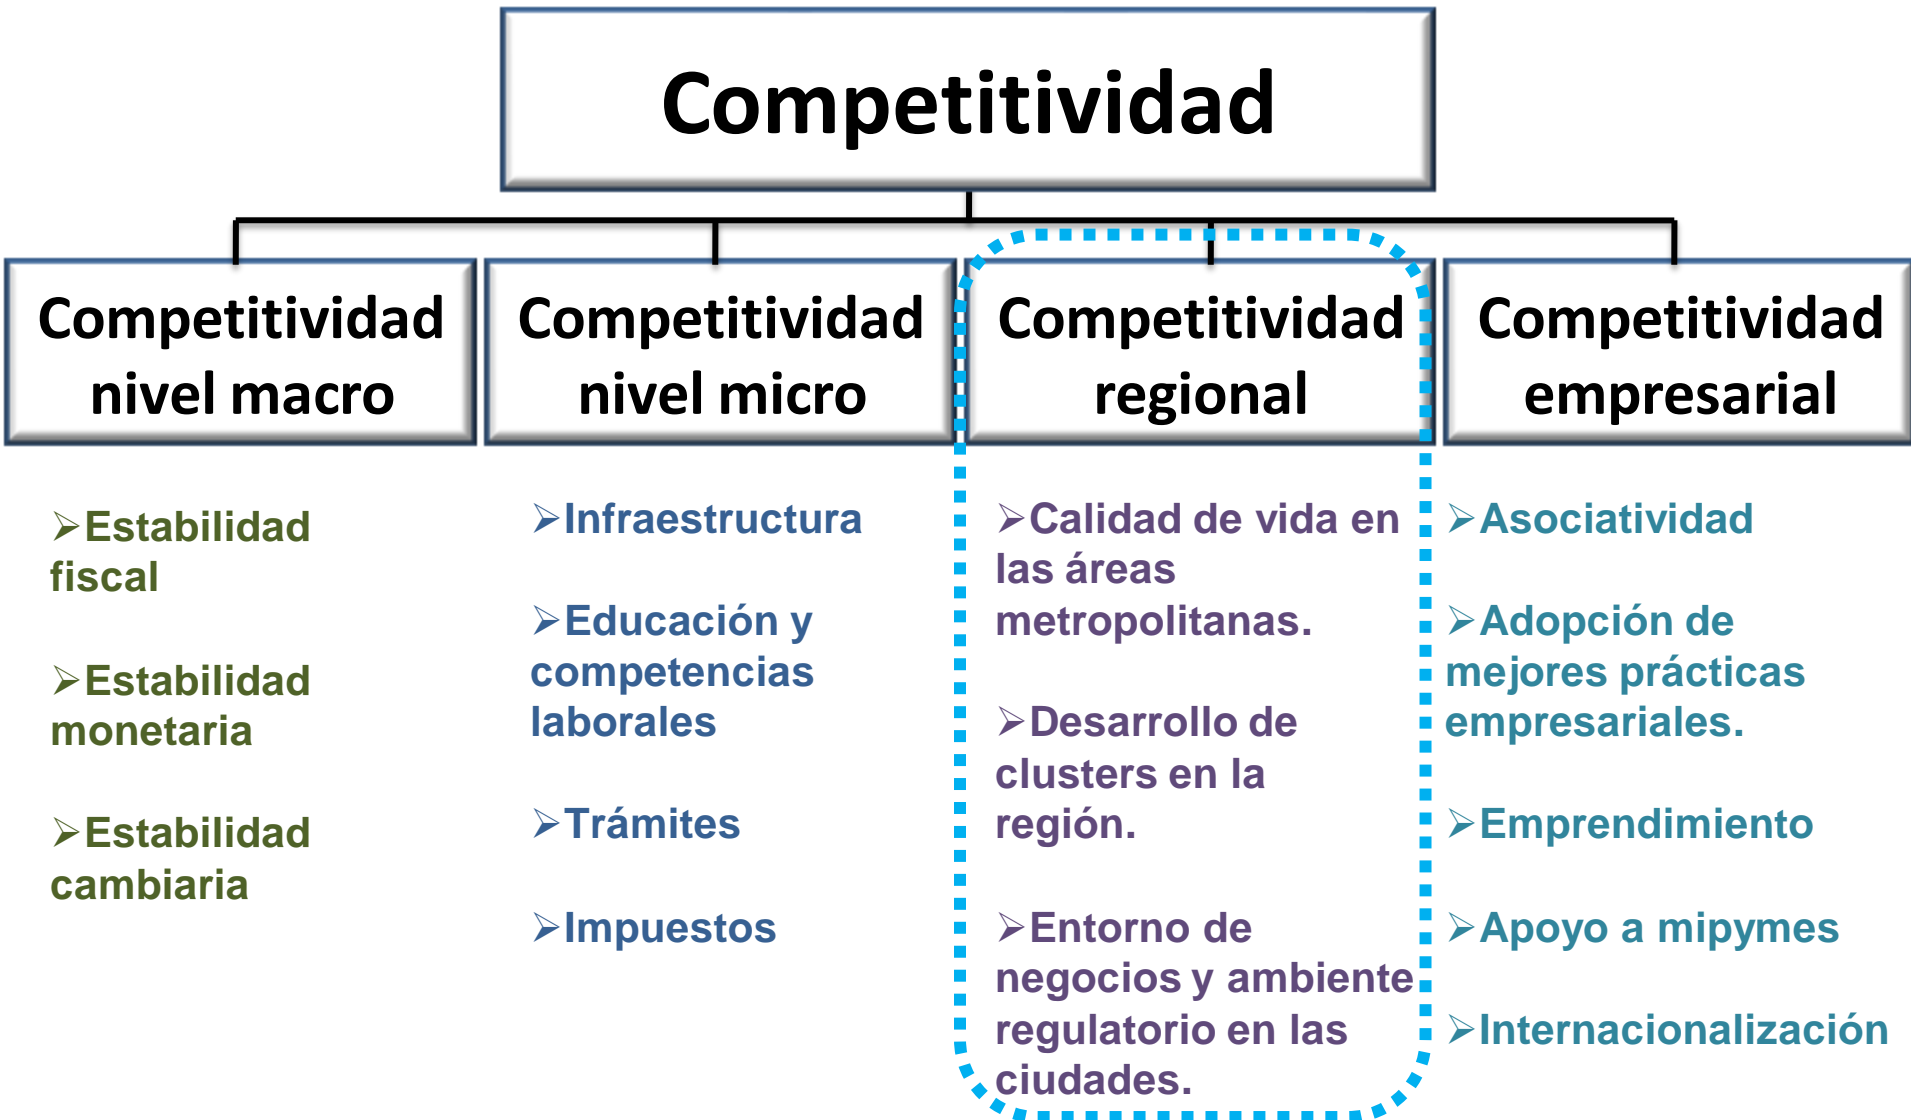 Competitividad
Competitividad
nivel macro
Competitividad
nivel micro
Competitividad
regional
Competitividad
empresarial
➢Estabilidad
fiscal
➢Estabilidad
monetaria
➢Estabilidad
cambiaria
➢Infraestructura
➢Educación y
competencias
laborales
➢Trámites
➢Impuestos
➢Calidad de vida en
las áreas
metropolitanas.
➢Desarrollo de
clusters en la
región.
➢Entorno de
negocios y ambiente
regulatorio en las
ciudades.
➢Asociatividad
➢Adopción de
mejores prácticas
empresariales.
➢Emprendimiento
➢Apoyo a mipymes
➢Internacionalización